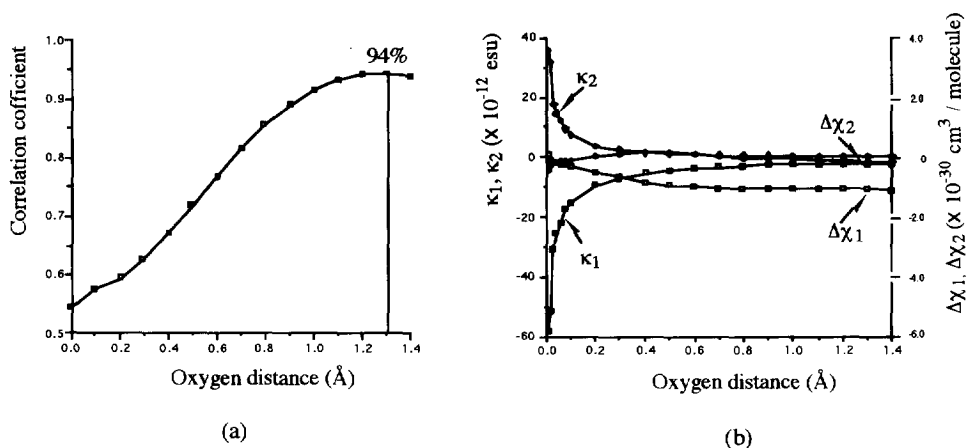 94%
1.0
0.9
0.8
0.7
0.6
0.5
Correlation cofficient
0.0 0.2 0.4 0.6 0.8 1.0 1.2 1.4
Oxygen distance (Å)
(a)
40
20
0
-20
-40
-60
κ1, κ2 (x 10⁻¹² esu)
κ2
κ1
Δχ2
Δχ1
4.0
2.0
0
-2.0
-4.0
-6.0
Δχ1, Δχ2 (x 10⁻³⁰ cm³ / molecule)
0.0 0.2 0.4 0.6 0.8 1.0 1.2 1.4
Oxygen distance (Å)
(b)